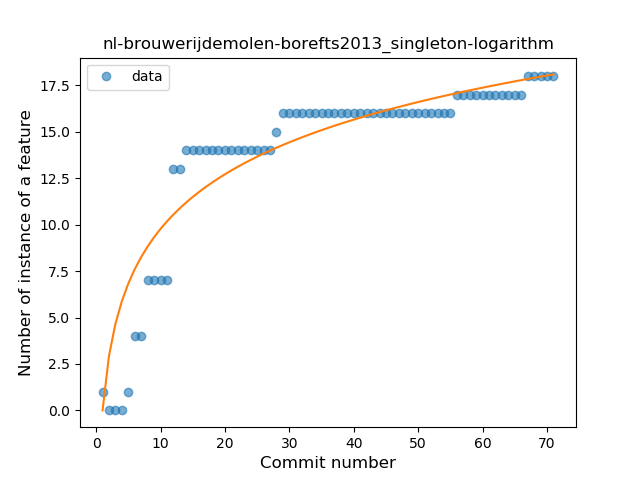 nl-brouwerijdemolen-borefts2013_singleton-logarithm
data
Number of instance of a feature
17.5
15.0
12.5
10.0
7.5
5.0
2.5
0.0
0 10 20 30 40 50 60 70
Commit number